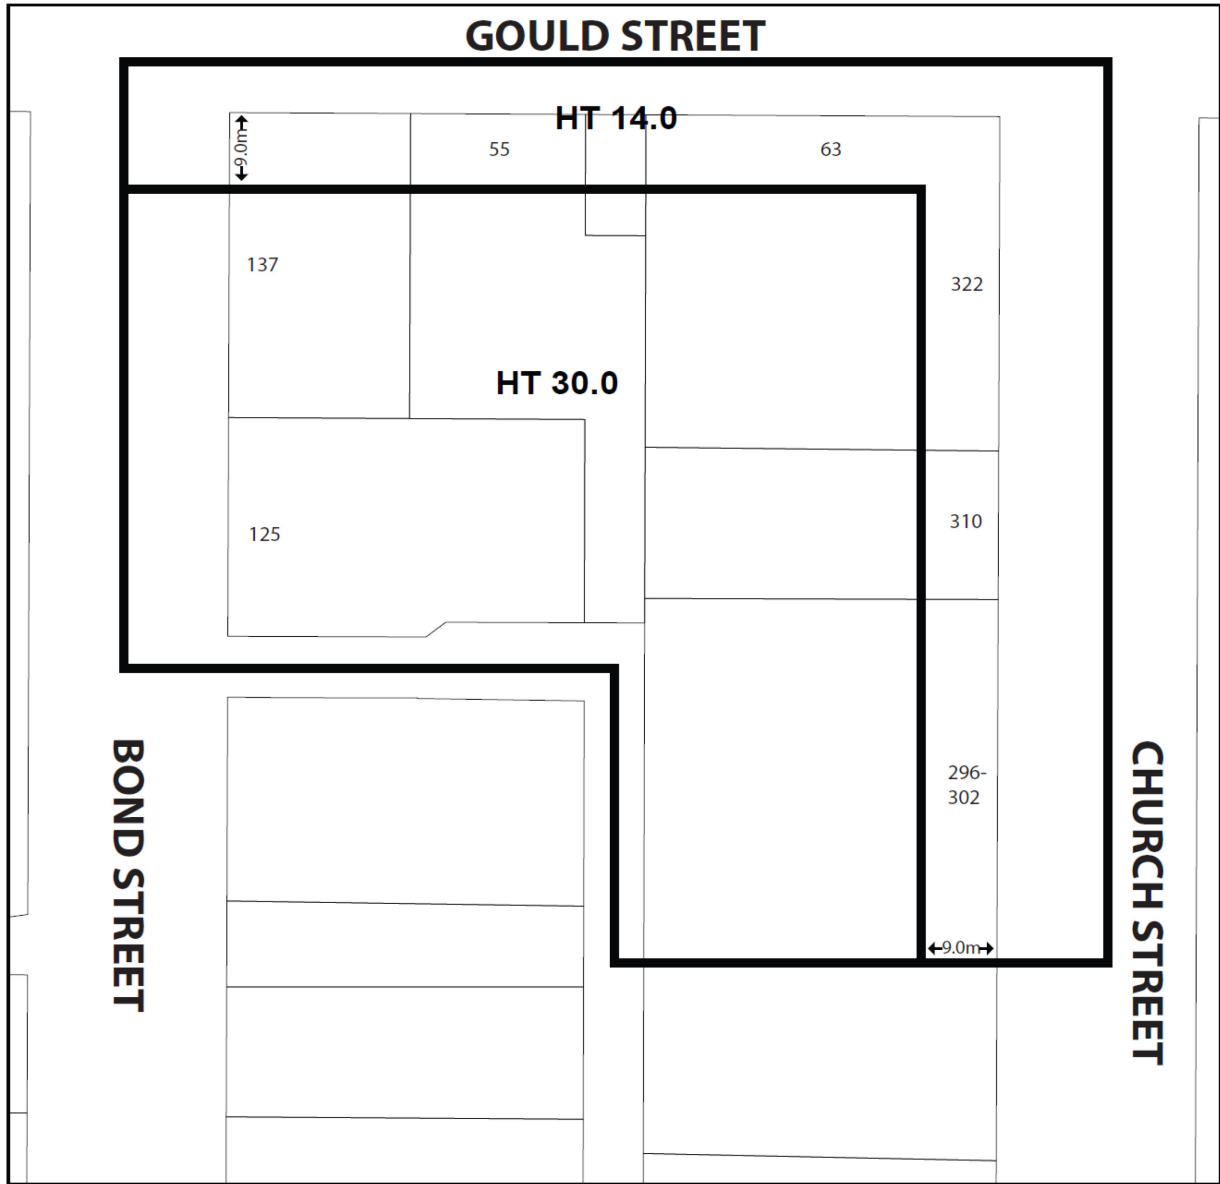 GOULD STREET
HT 14.0
9.0m
55
63
137
322
HT 30.0
310
125
BOND STREET
CHURCH STREET
296-
302
9.0m